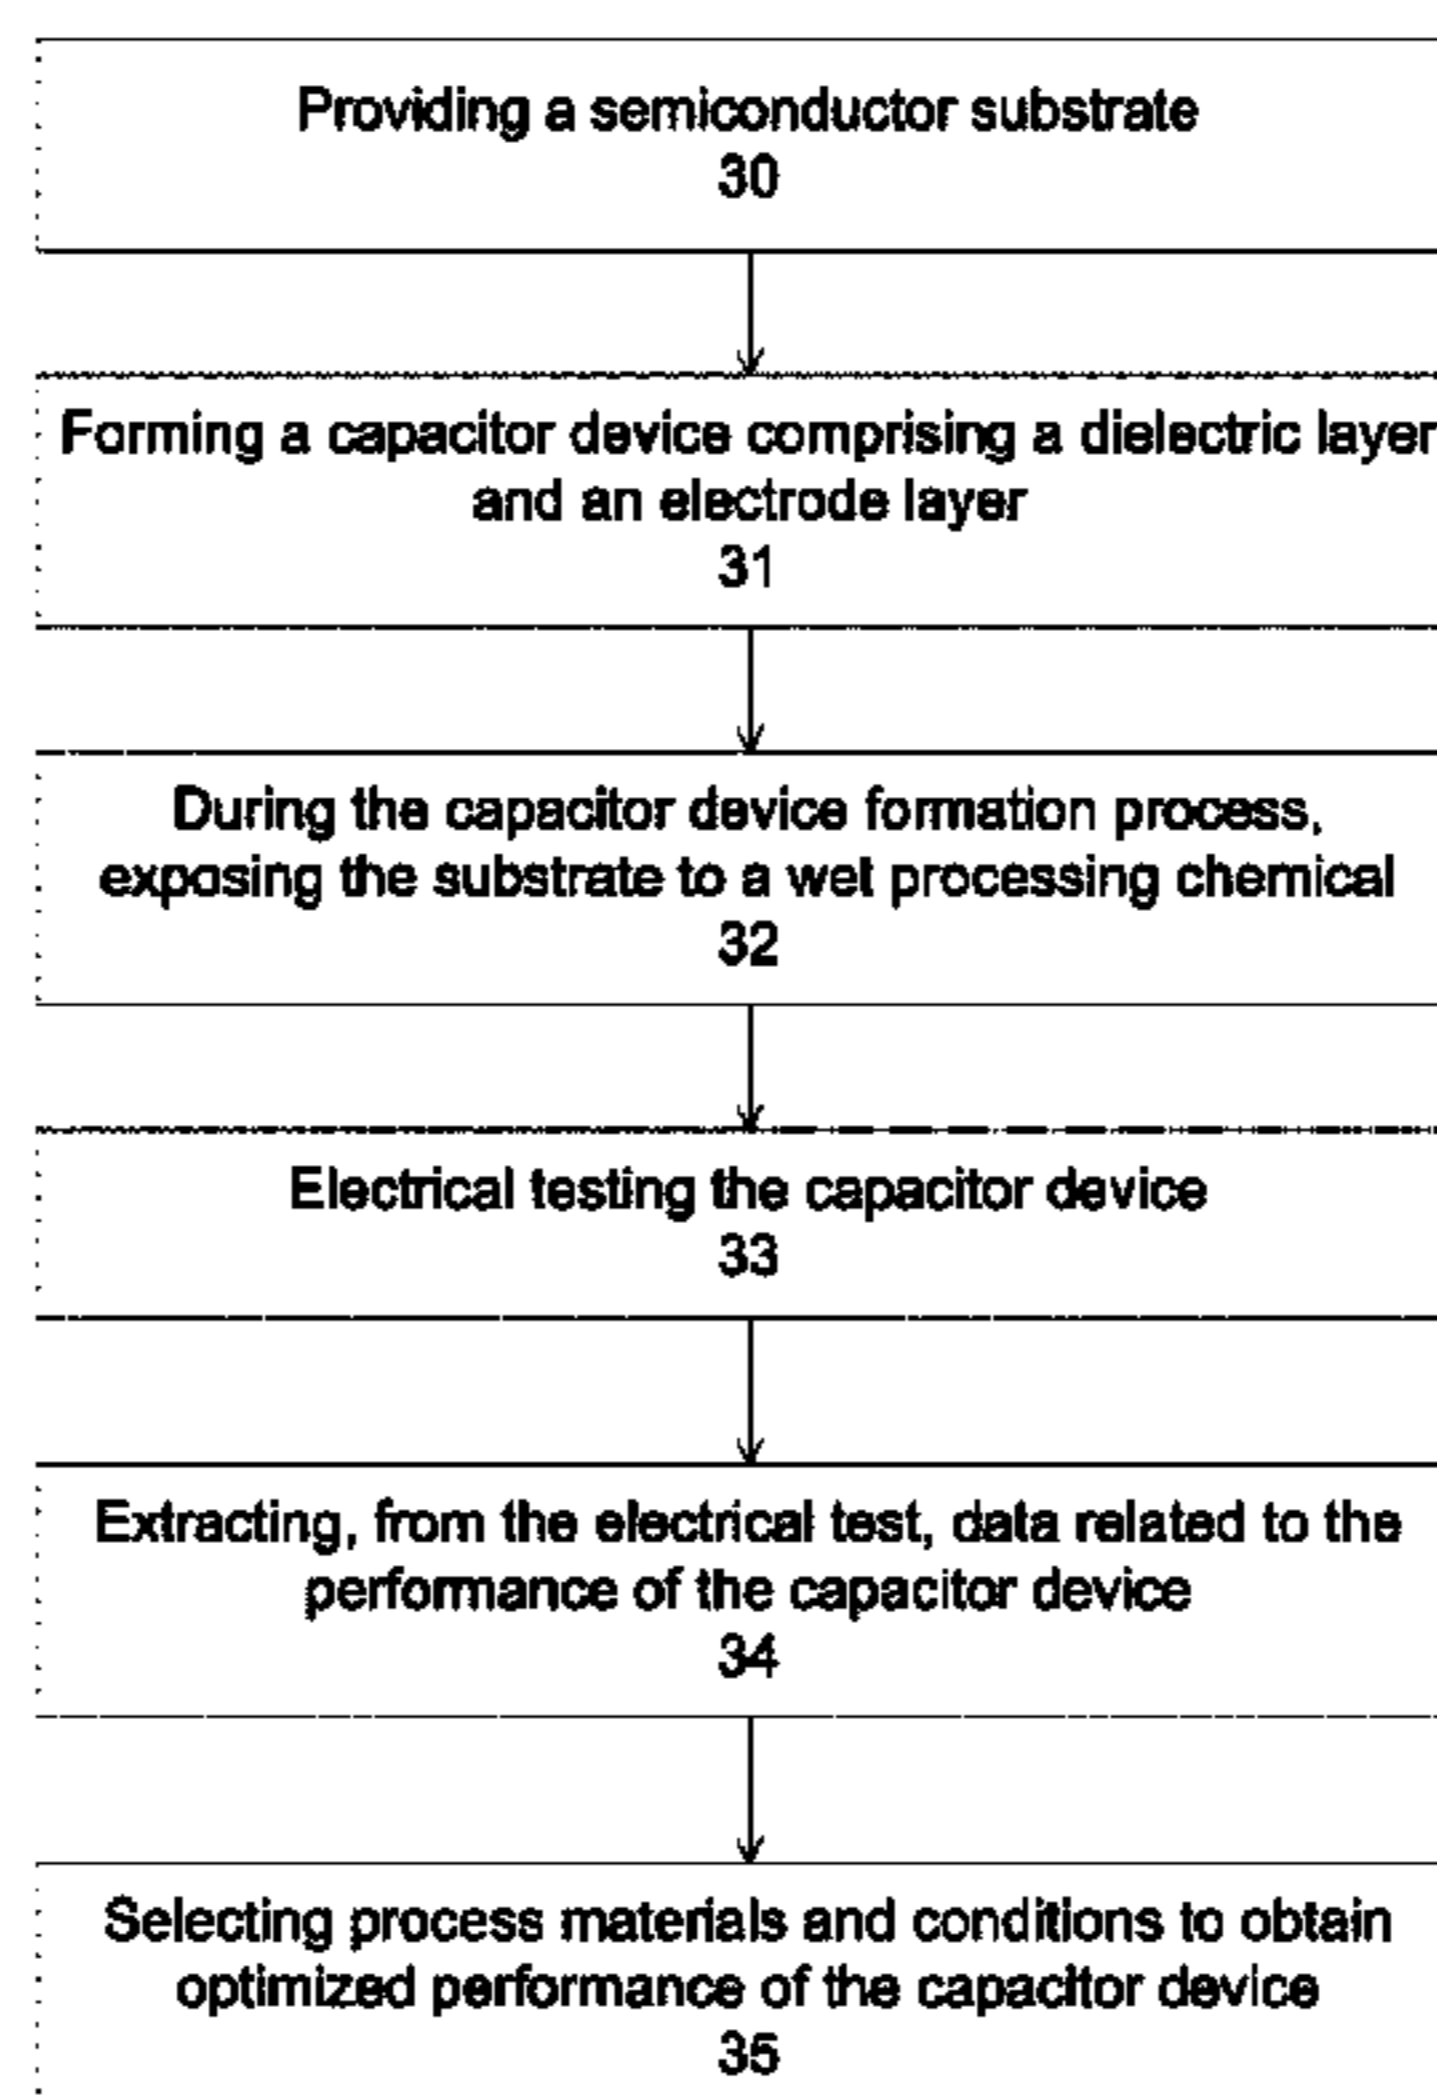 Providing a semiconductor substrate
30
Forming a capacitor device comprising a dielectric layer
and an electrode layer
31
During the capacitor device formation process,
exposing the substrate to a wet processing chemical
32
Electrical testing the capacitor device
33
Extracting, from the electrical test, data related to the
performance of the capacitor device
34
Selecting process materials and conditions to obtain
optimized performance of the capacitor device
35